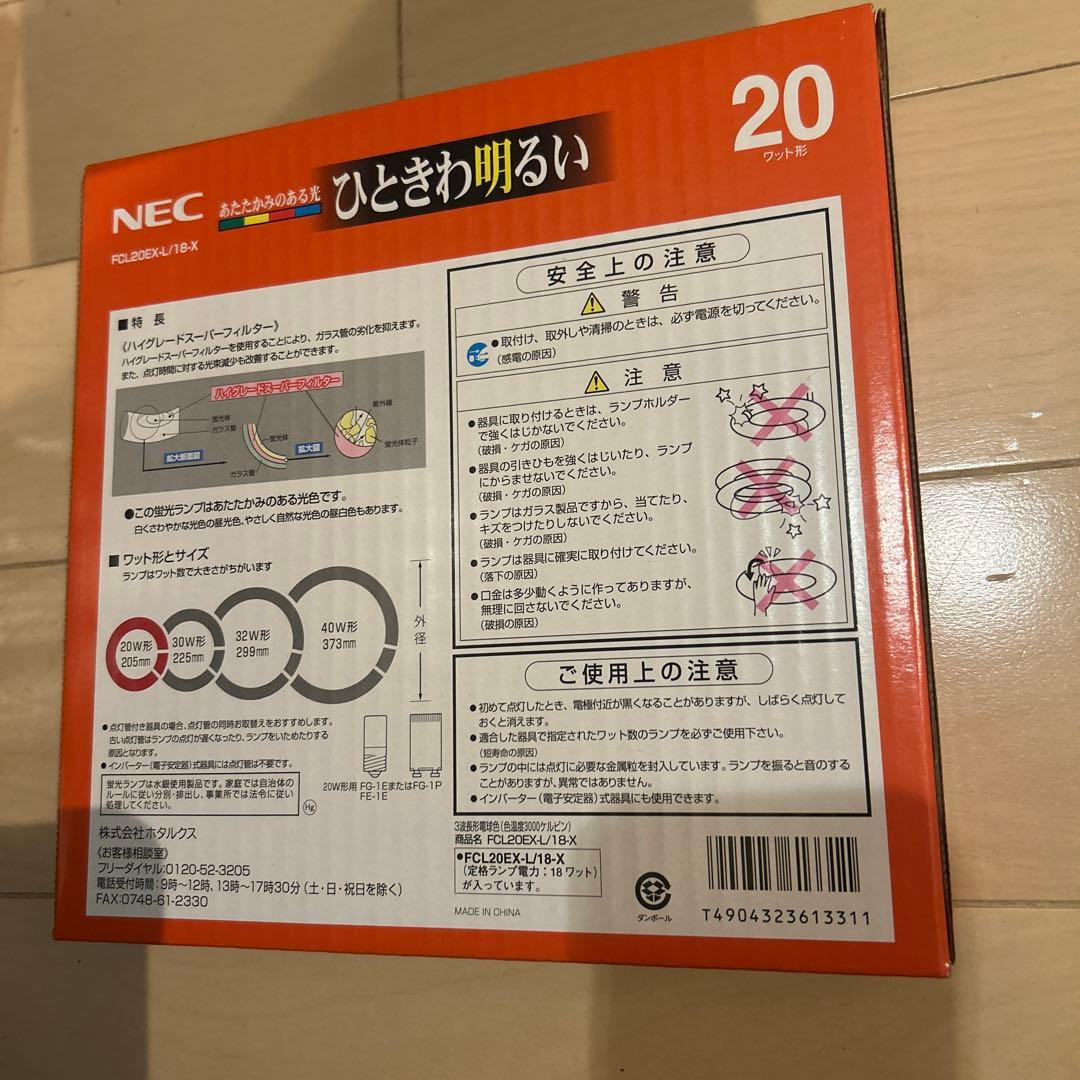 NEC
あたたかみのある光
ひときわ明るい
20
ワット形
FCL20EX-L/18-X
■特 長
《ハイグレードスーパーフィルター》
ハイグレードスーパーフィルターを使用することにより、ガラス管の劣化を抑えます。
また、点灯時間に対する光束減少も改善することができます。
ハイグレードスーパーフィルター
蛍光体
ガラス管
拡大断面図
蛍光体
ガラス管
拡大図
紫外線
蛍光体粒子
●この蛍光ランプはあたたかみのある光色です。
白くさわやかな光色の昼光色、やさしく自然な光色の昼白色もあります。
■ワット形とサイズ
ランプはワット数で大きさがちがいます
20W形
205mm
30W形
225mm
32W形
299mm
40W形
373mm
外径
●点灯管付き器具の場合、点灯管の同時お取替えをおすすめします。
古い点灯管はランプの点灯が遅くなったり、ランプをいためたりする
原因となります。
●インバーター(電子安定器)式器具には点灯管は不要です。
20W形用 FG-1EまたはFG-1P
FE-1E
蛍光ランプは水銀使用製品です。家庭では自治体の
ルールに従い分別・排出し、事業所では法令に従い
処理してください。
Hg
株式会社ホタルクス
《お客様相談室》
フリーダイヤル:0120-52-3205
電話受付時間:9時〜12時、13時〜17時30分(土・日・祝日を除く)
FAX:0748-61-2330
安全上の注意
警 告
●取付け、取外しや清掃のときは、必ず電源を切ってください。
(感電の原因)
注 意
●器具に取り付けるときは、ランプホルダー
で強くはじかないでください。
(破損・ケガの原因)
●器具の引きひもを強くはじいたり、ランプ
にからませないでください。
(破損・ケガの原因)
●ランプはガラス製品ですから、当てたり、
キズをつけたりしないでください。
(破損・ケガの原因)
●ランプは器具に確実に取り付けてください。
(落下の原因)
●口金は多少動くように作ってありますが、
無理に回さないでください。
(破損の原因)
ご使用上の注意
●初めて点灯したとき、電極付近が黒くなることがありますが、しばらく点灯して
おくと消えます。
●適合した器具で指定されたワット数のランプを必ずご使用下さい。
(短寿命の原因)
●ランプの中には点灯に必要な金属粒を封入しています。ランプを振ると音のする
ことがありますが、異常ではありません。
●インバーター(電子安定器)式器具にも使用できます。
3波長形電球色(色温度3000ケルビン)
商品名 FCL20EX-L/18-X
●FCL20EX-L/18-X
(定格ランプ電力:18ワット)
が入っています。
MADE IN CHINA
ダンボール
T4904323613311